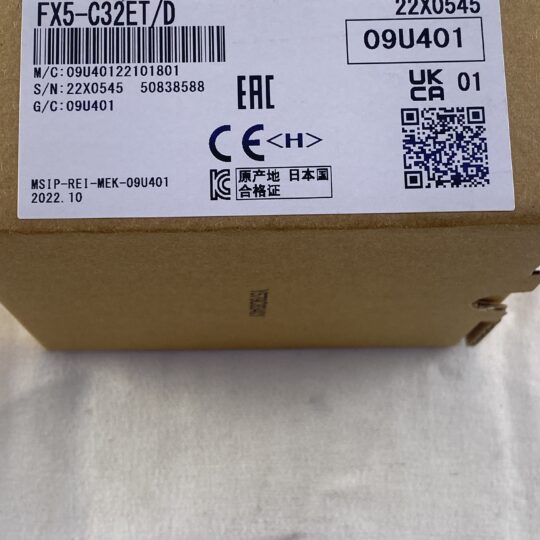 FX5-C32ET/D
22X0545
09U401
M/C:09U40122101801
S/N:22X0545 50838588
G/C:09U401
EAC
UK
CA 01
CE <H>
MSIP-REI-MEK-09U401
2022.10
原产地 日本国
合格证